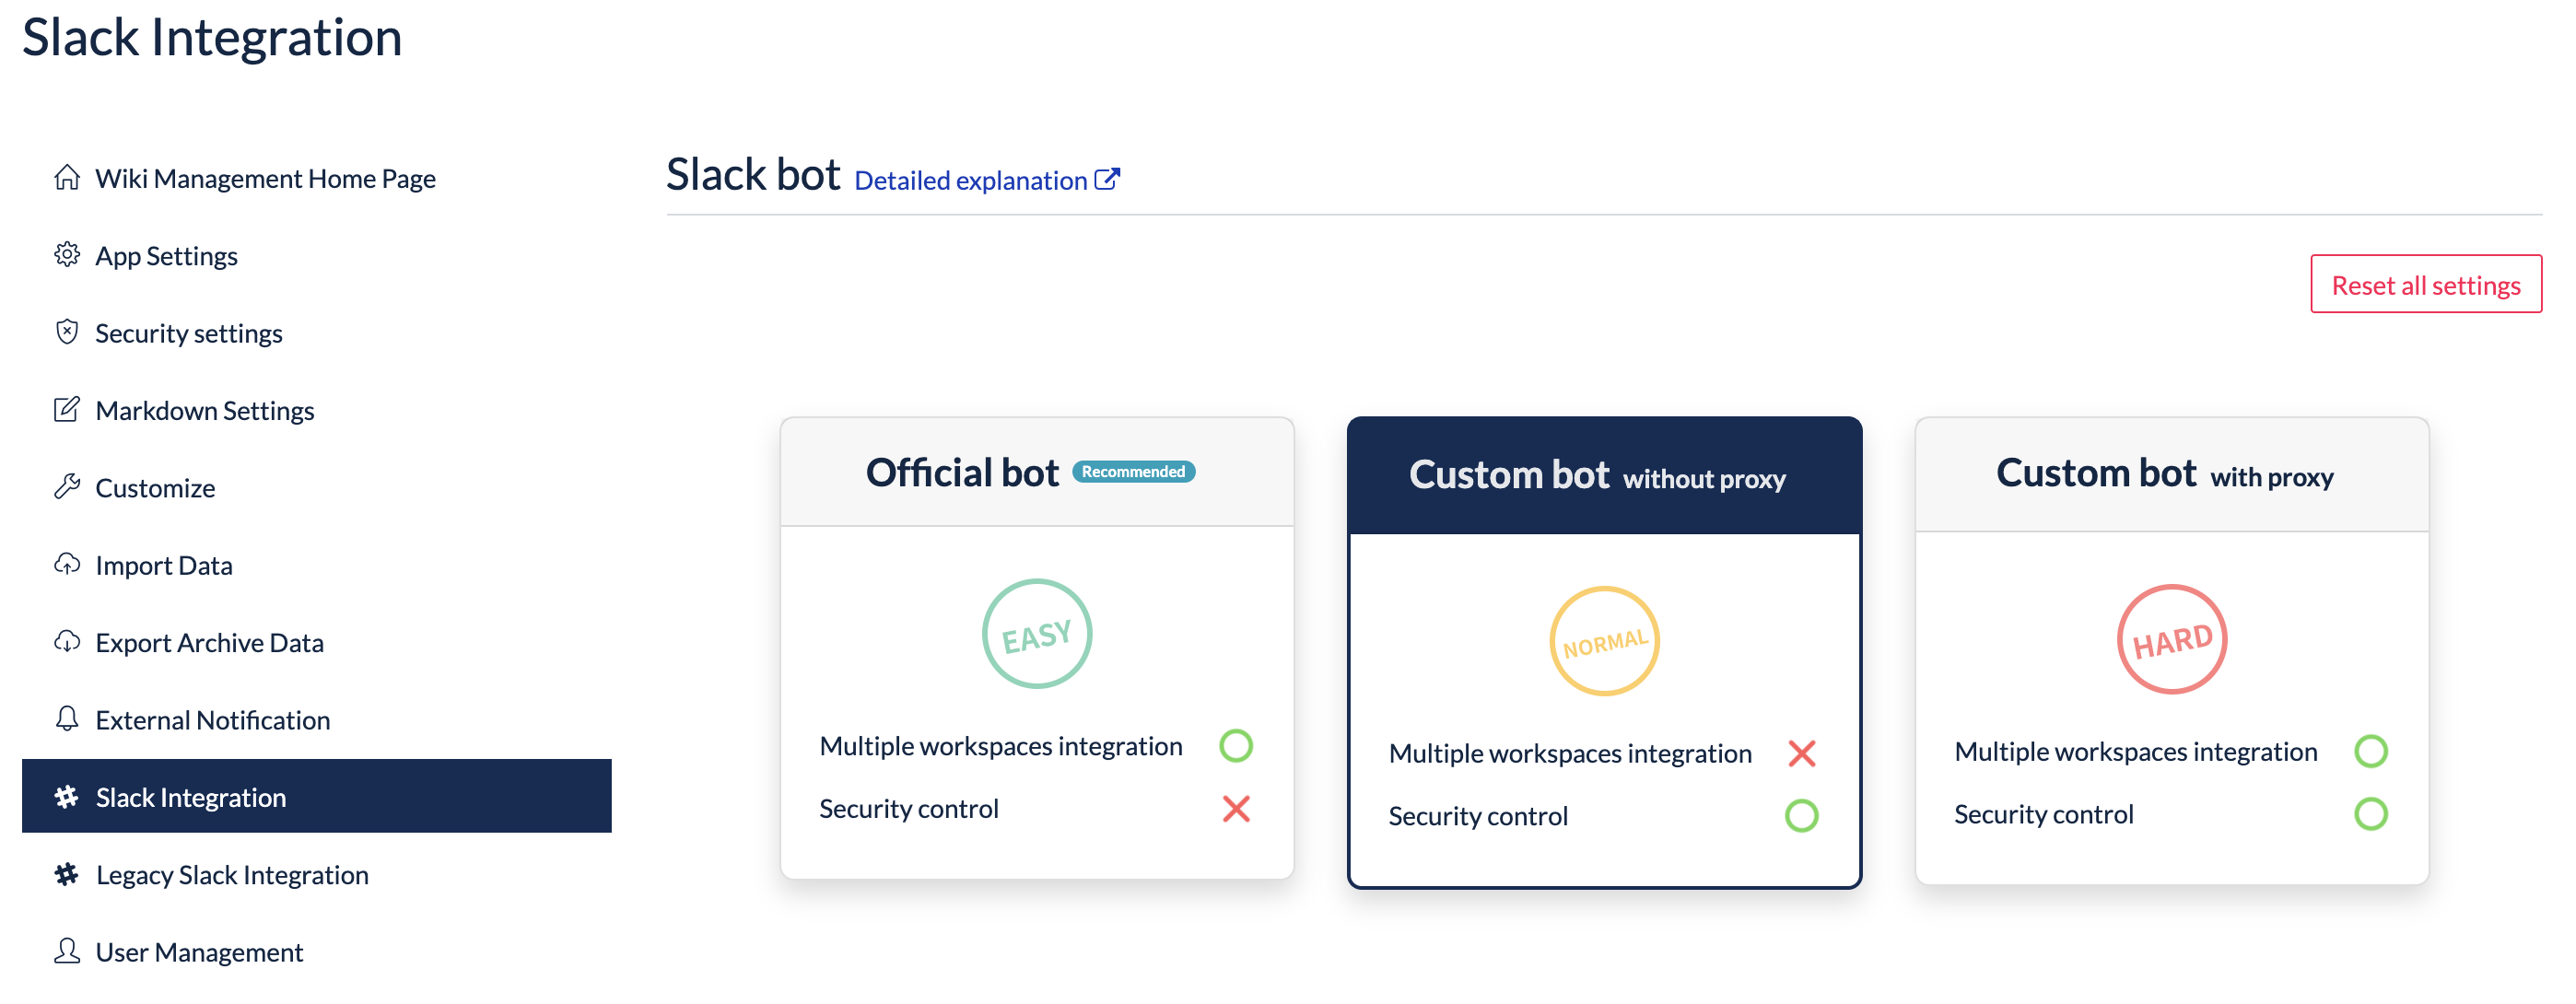 Slack Integration
Wiki Management Home Page
App Settings
Security settings
Markdown Settings
Customize
Import Data
Export Archive Data
External Notification
Slack Integration
Legacy Slack Integration
User Management
Slack bot Detailed explanation
Reset all settings
Official bot Recommended
EASY
Multiple workspaces integration
Security control
Custom bot without proxy
NORMAL
Multiple workspaces integration
Security control
Custom bot with proxy
HARD
Multiple workspaces integration
Security control